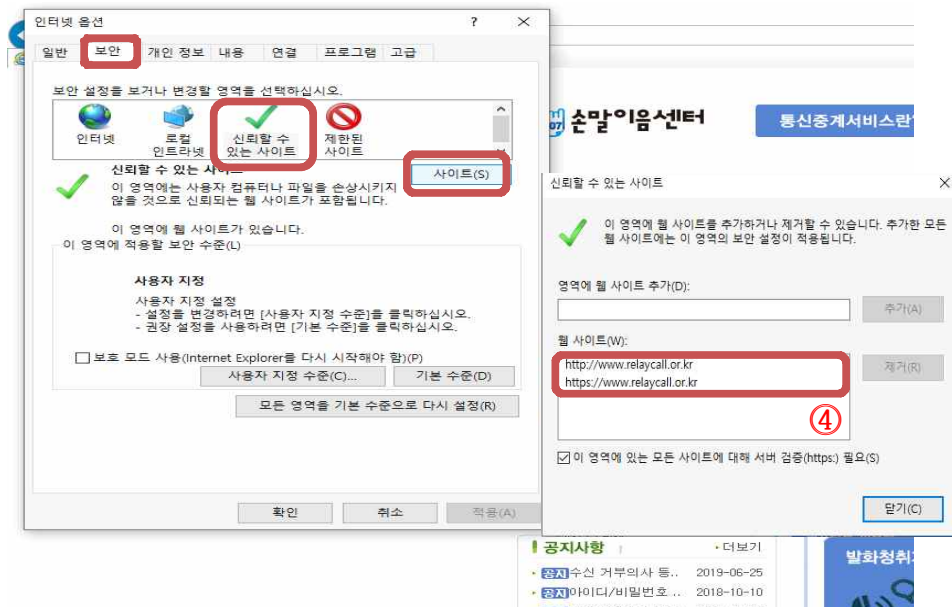 인터넷 옵션
일반 보안 개인 정보 내용 연결 프로그램 고급
보안 설정을 보거나 변경할 영역을 선택하십시오.
인터넷
로컬
인트라넷
신뢰할 수
있는 사이트
제한된
사이트
신뢰할 수 있는
사이트(S)
이 영역에는 사용자 컴퓨터나 파일을 손상시키지
않을 것으로 신뢰되는 웹 사이트가 포함됩니다.
이 영역에 웹 사이트가 있습니다.
이 영역에 적용할 보안 수준(L)
사용자 지정
사용자 지정 설정
- 설정을 변경하려면 [사용자 지정 수준]을 클릭하십시오.
- 권장 설정을 사용하려면 [기본 수준]을 클릭하십시오.
보호 모드 사용(Internet Explorer를 다시 시작해야 함)(P)
사용자 지정 수준(C)... 기본 수준(D)
모든 영역을 기본 수준으로 다시 설정(R)
확인 취소 적용(A)
07 손말이음센터
통신중계서비스란
신뢰할 수 있는 사이트
이 영역에 웹 사이트를 추가하거나 제거할 수 있습니다. 추가한 모든
웹 사이트에는 이 영역의 보안 설정이 적용됩니다.
영역에 웹 사이트 추가(D):
추가(A)
웹 사이트(W):
http://www.relaycall.or.kr
https://www.relaycall.or.kr
제거(R)
④
이 영역에 있는 모든 사이트에 대해 서버 검증(https:) 필요(S)
닫기(C)
공지사항 더보기
공지 수신 거부의사 등.. 2019-06-25
공지 아이디/비밀번호... 2018-10-10
발화청취